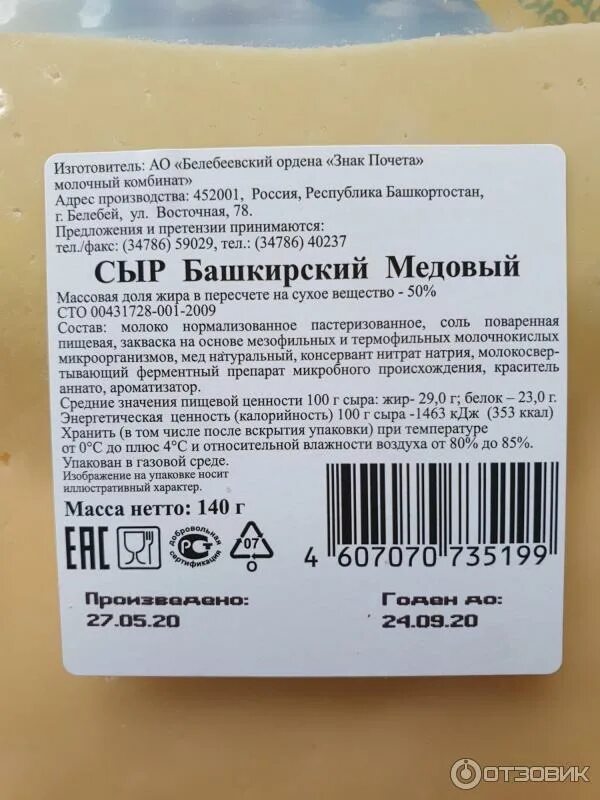 Изготовитель: АО «Белебеевский ордена «Знак Почета»
молочный комбинат»
Адрес производства: 452001, Россия, Республика Башкортостан,
г. Белебей, ул. Восточная, 78.
Предложения и претензии принимаются:
тел./факс: (34786) 59029, тел.: (34786) 40237
СЫР Башкирский Медовый
Массовая доля жира в пересчете на сухое вещество - 50%
СТО 00431728-001-2009
Состав: молоко нормализованное пастеризованное, соль поваренная
пищевая, закваска на основе мезофильных и термофильных молочнокислых
микроорганизмов, мед натуральный, консервант нитрат натрия, молокосвер-
тывающий ферментный препарат микробного происхождения, краситель
аннато, ароматизатор.
Средние значения пищевой ценности 100 г сыра: жир- 29,0 г; белок – 23,0 г.
Энергетическая ценность (калорийность) 100 г сыра -1463 кДж (353 ккал)
Хранить (в том числе после вскрытия упаковки) при температуре
от 0°С до плюс 4°С и относительной влажности воздуха от 80% до 85%.
Упакован в газовой среде.
Изображение на упаковке носит
иллюстративный характер.
Масса нетто: 140 г
ЕАС
добровольная
РСТ
сертификация
07
О
4 607070 735199
Произведено:
27.05.20
Годен до:
24.09.20
ОТЗОВИК